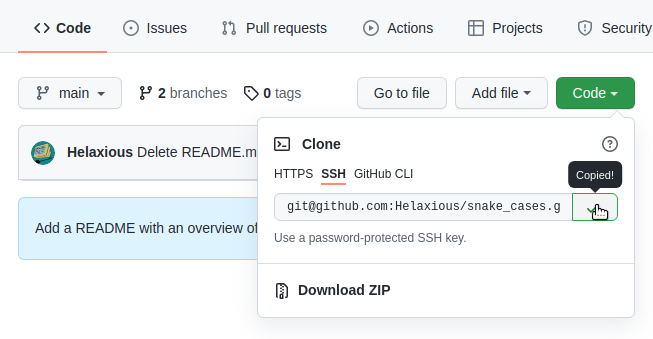 Code Issues Pull requests Actions Projects Security
main 2 branches 0 tags Go to file Add file Code
Helaxious Delete README.m
Clone
HTTPS SSH GitHub CLI
Copied!
git@github.com:Helaxious/snake_cases.g
Add a README with an overview of
Use a password-protected SSH key.
Download ZIP